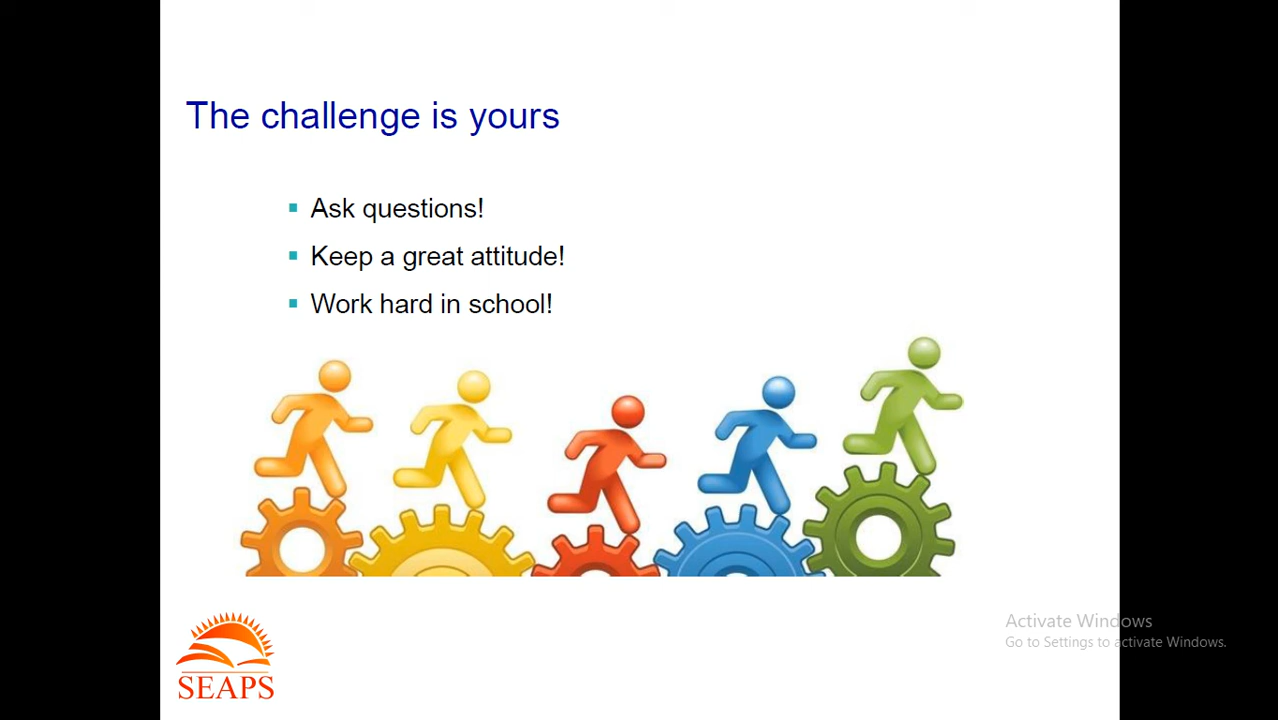 The challenge is yours
Ask questions!
Keep a great attitude!
Work hard in school!
Activate Windows
Go to Settings to activate Windows.
SEAPS